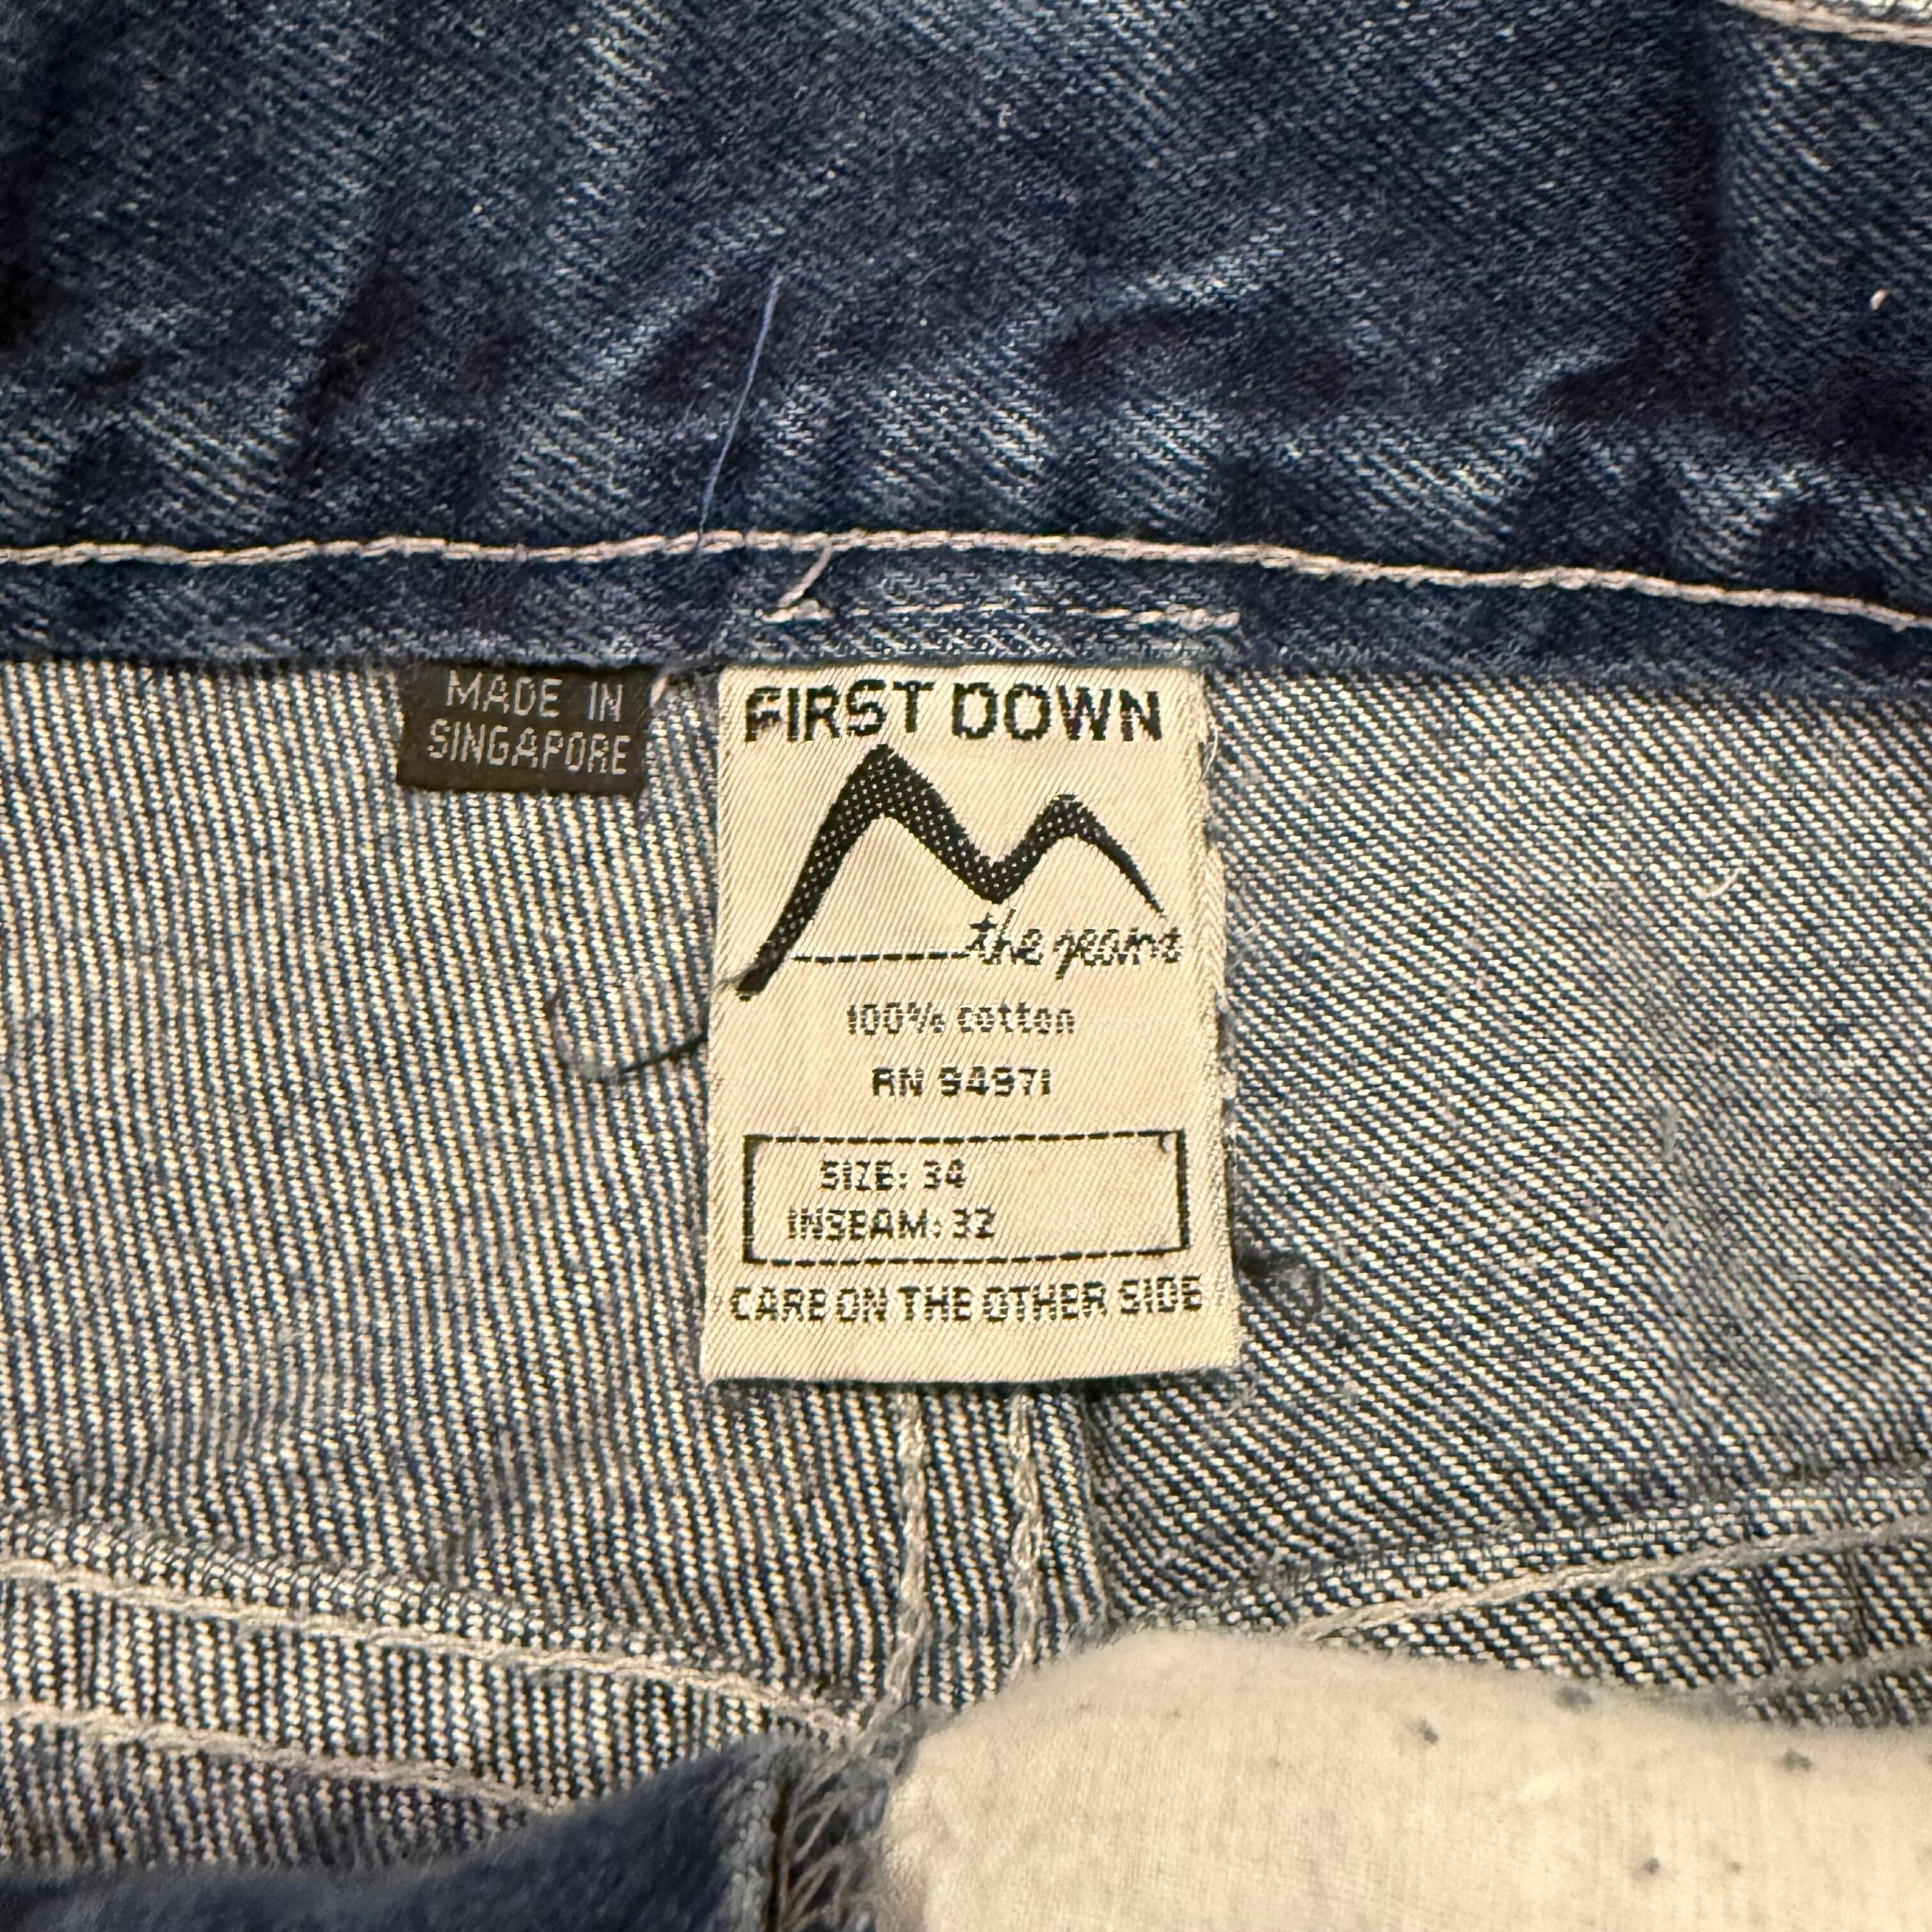 MADE IN
SINGAPORE
FIRST DOWN
the jeans
100% cotton
RN 94971
SIZE: 34
INSEAM: 32
CARE ON THE OTHER SIDE